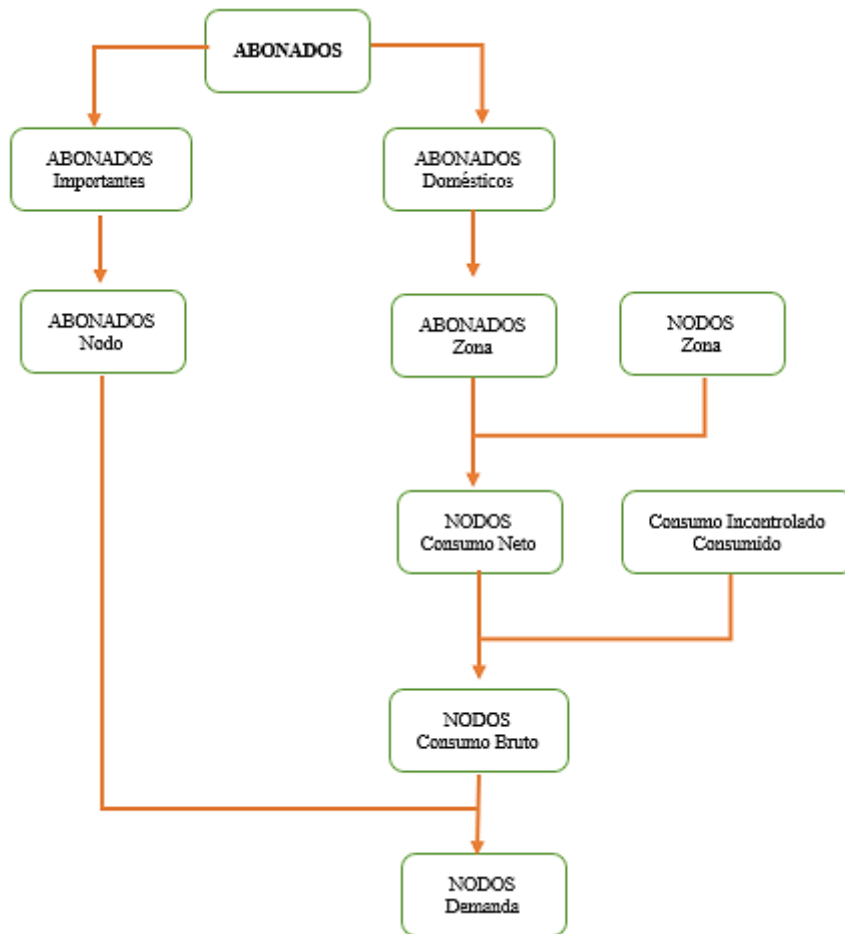 ABONADOS
ABONADOS
Importantes
ABONADOS
Domésticos
ABONADOS
Nodo
ABONADOS
Zona
NODOS
Zona
NODOS
Consumo Neto
Consumo Incontrolado
Consumido
NODOS
Consumo Bruto
NODOS
Demanda